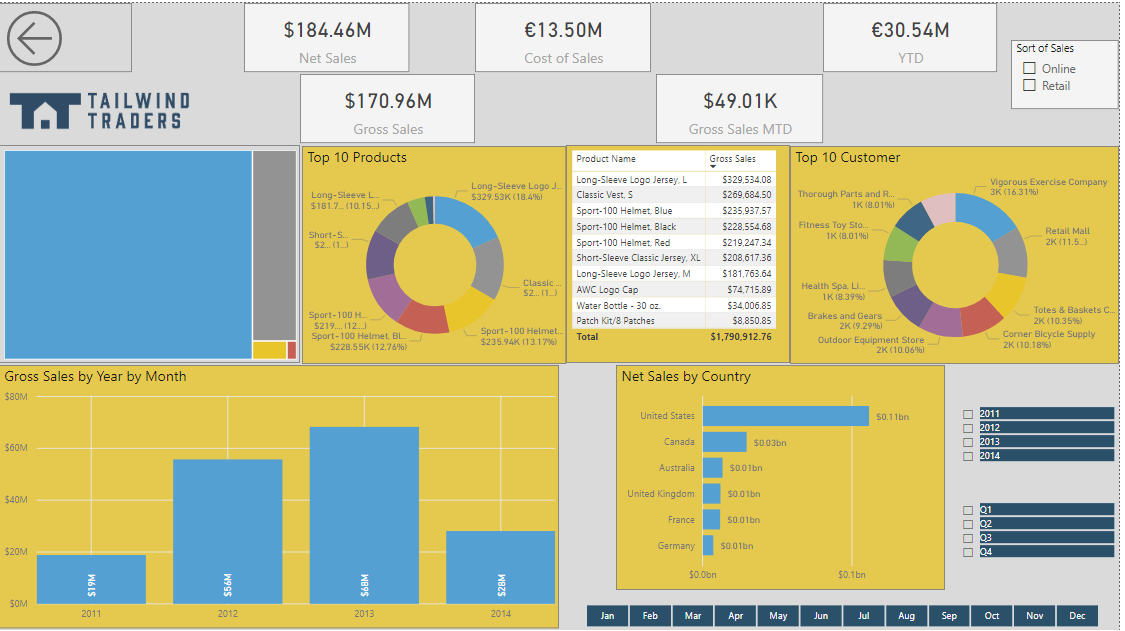 $184.46M
Net Sales
€13.50M
Cost of Sales
€30.54M
YTD
Sort of Sales
Online
Retail
TAILWIND
TRADERS
$170.96M
Gross Sales
$49.01K
Gross Sales MTD
Top 10 Products
Long-Sleeve Logo J...
$329.53K (18.4%)
Classic ...
$2... (1...)
Sport-100 Helmet...
$235.94K (13.17%)
Sport-100 Helmet, Bl...
$228.55K (12.76%)
Sport-100 H...
$219.... (12...)
Short-S...
$2... (1...)
Long-Sleeve L...
$181.7... (10.15...)
Product Name Gross Sales
Long-Sleeve Logo Jersey, L $329,534.08
Classic Vest, S $269,684.50
Sport-100 Helmet, Blue $235,937.57
Sport-100 Helmet, Black $228,554.68
Sport-100 Helmet, Red $219,247.34
Short-Sleeve Classic Jersey, XL $208,617.36
Long-Sleeve Logo Jersey, M $181,763.64
AWC Logo Cap $74,715.89
Water Bottle - 30 oz. $34,006.85
Patch Kit/8 Patches $8,850.85
Total $1,790,912.76
Top 10 Customer
Vigorous Exercise Company
3K (16.31%)
Retail Mall
2K (11.5...)
Totes & Baskets C...
2K (10.35%)
Corner Bicycle Supply
2K (10.18%)
Outdoor Equipment Store
2K (10.06%)
Brakes and Gears
2K (9.29%)
Health Spa, Li...
1K (8.39%)
Fitness Toy Sto...
1K (8.01%)
Thorough Parts and R...
1K (8.01%)
Gross Sales by Year by Month
$80M
$60M
$40M
$20M
$0M
$19M
$56M
$68M
$28M
2011 2012 2013 2014
Net Sales by Country
United States $0.11bn
Canada $0.03bn
Australia $0.01bn
United Kingdom $0.01bn
France $0.01bn
Germany $0.01bn
$0.0bn $0.1bn
2011
2012
2013
2014
Q1
Q2
Q3
Q4
Jan Feb Mar Apr May Jun Jul Aug Sep Oct Nov Dec